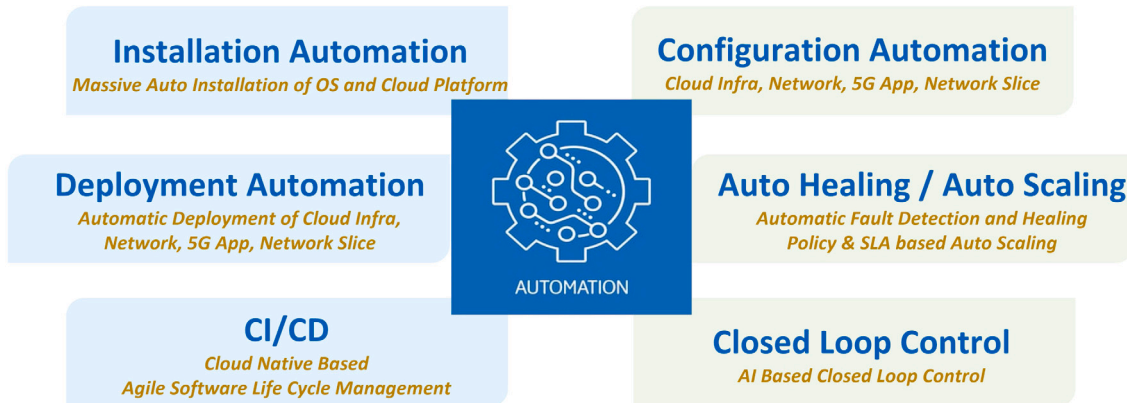 Installation Automation
Massive Auto Installation of OS and Cloud Platform
Configuration Automation
Cloud Infra, Network, 5G App, Network Slice
Deployment Automation
Automatic Deployment of Cloud Infra,
Network, 5G App, Network Slice
AUTOMATION
Auto Healing / Auto Scaling
Automatic Fault Detection and Healing
Policy & SLA based Auto Scaling
CI/CD
Cloud Native Based
Agile Software Life Cycle Management
Closed Loop Control
AI Based Closed Loop Control